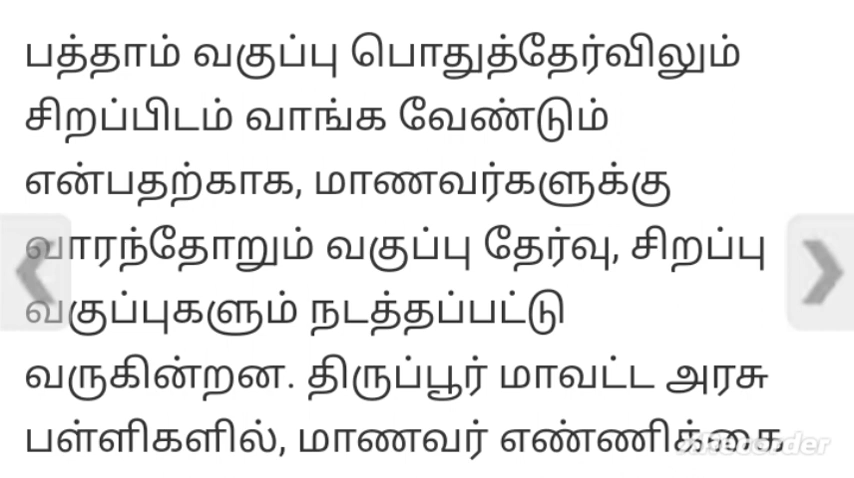 பத்தாம் வகுப்பு பொதுத்தேர்விலும்
சிறப்பிடம் வாங்க வேண்டும்
என்பதற்காக, மாணவர்களுக்கு
வாரந்தோறும் வகுப்பு தேர்வு, சிறப்பு
வகுப்புகளும் நடத்தப்பட்டு
வருகின்றன. திருப்பூர் மாவட்ட அரசு
பள்ளிகளில், மாணவர் எண்ணிக்கை
XRecorder